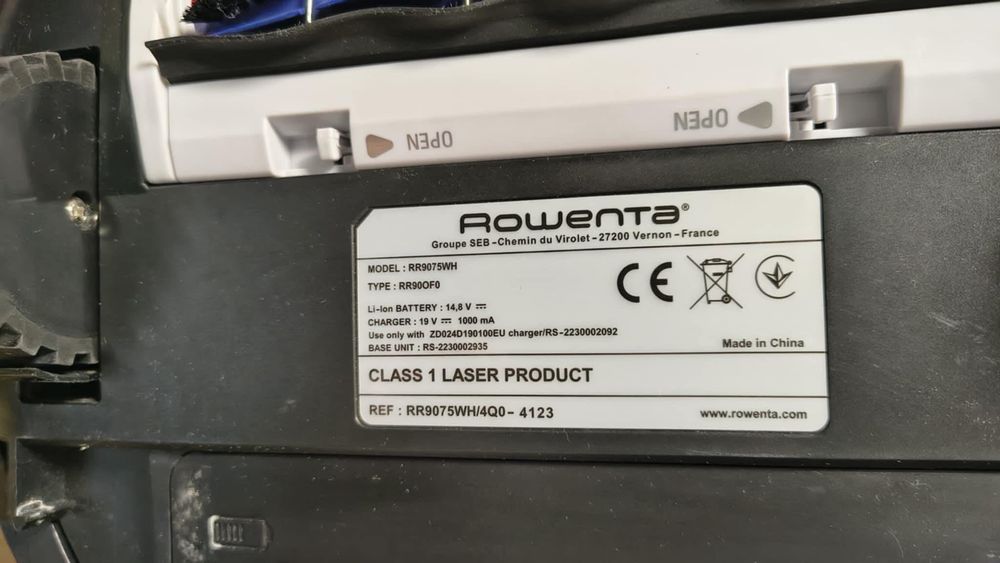 OPEN
OPEN
ROWENTA®
Groupe SEB - Chemin du Virolet - 27200 Vernon - France
MODEL : RR9075WH
TYPE : RR90OF0
Li-Ion BATTERY : 14,8 V ⎓
CHARGER : 19 V ⎓ 1000 mA
Use only with ZD024D190100EU charger/RS-2230002092
BASE UNIT : RS-2230002935
CE
Made in China
CLASS 1 LASER PRODUCT
REF : RR9075WH/4Q0 - 4123
www.rowenta.com